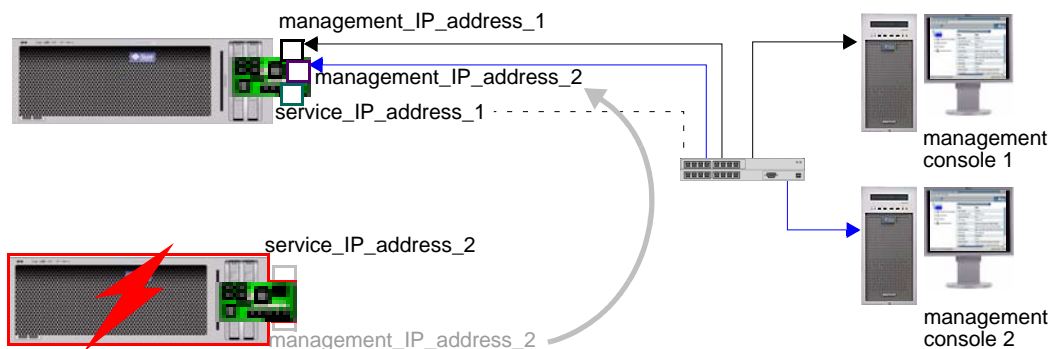 management_IP_address_1
management_IP_address_2
service_IP_address_1
management
console 1
service_IP_address_2
management_IP_address_2
management
console 2